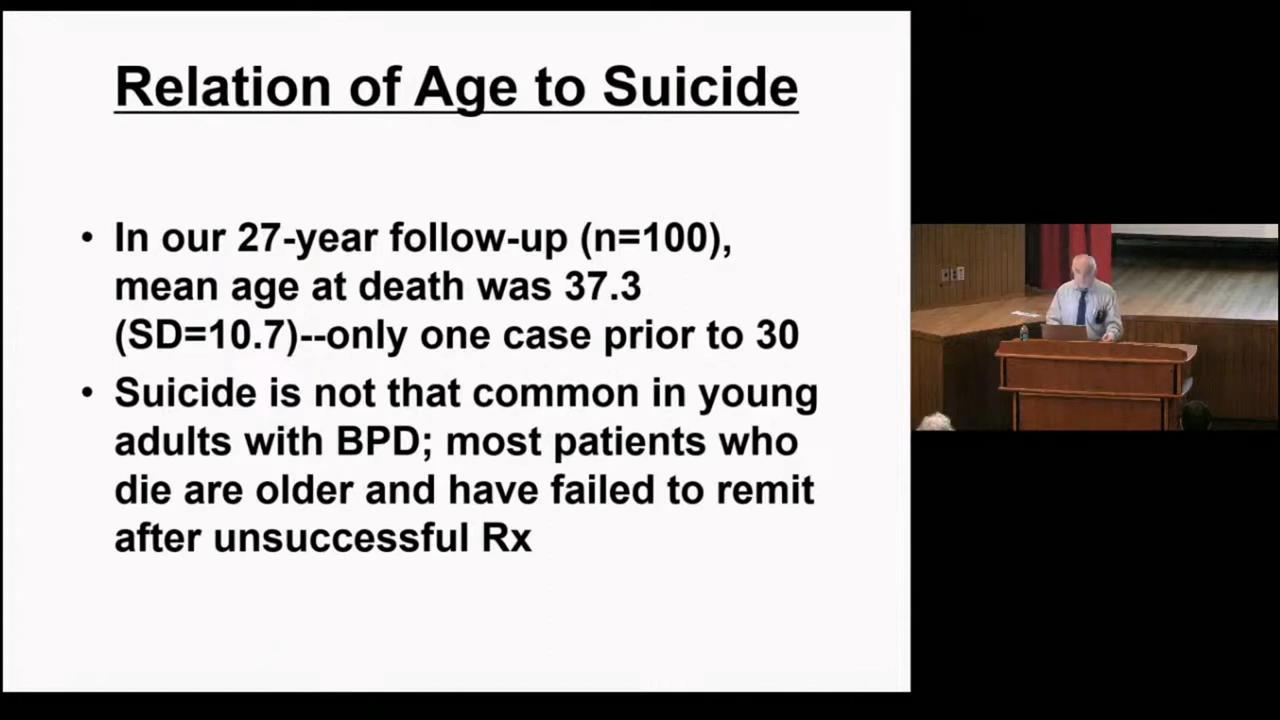 Relation of Age to Suicide
• In our 27-year follow-up (n=100),
mean age at death was 37.3
(SD=10.7)--only one case prior to 30
• Suicide is not that common in young
adults with BPD; most patients who
die are older and have failed to remit
after unsuccessful Rx